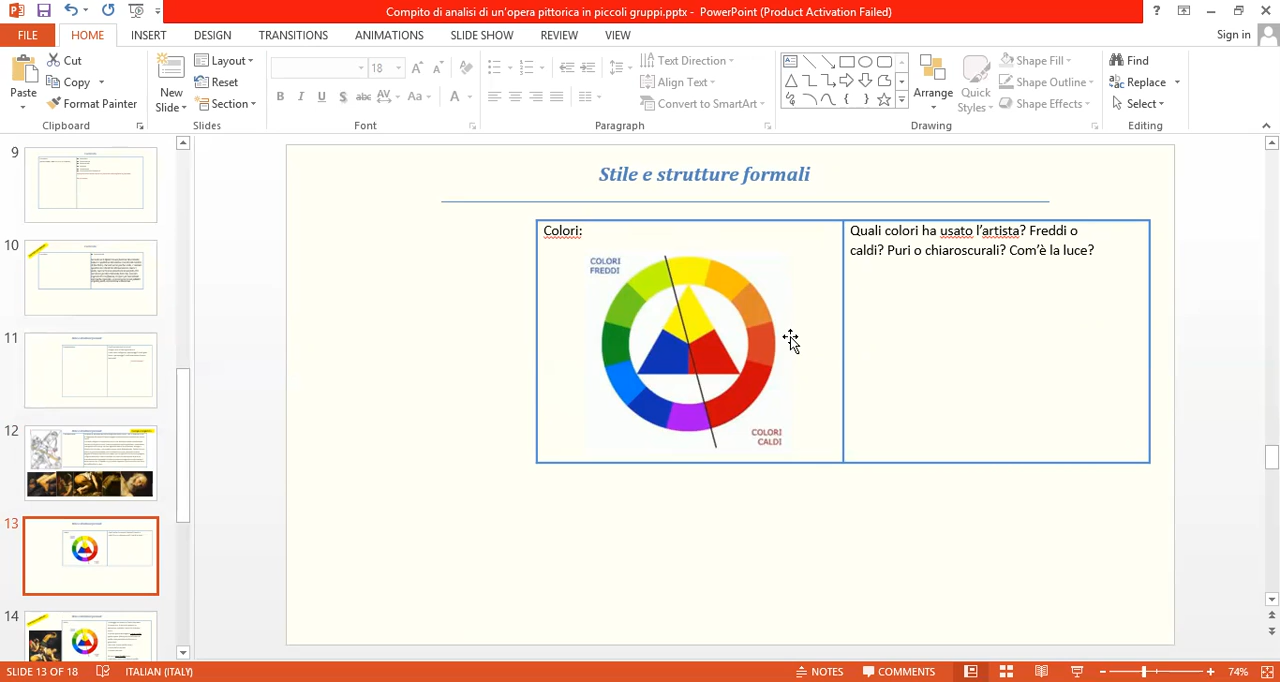 Compito di analisi di un'opera pittorica in piccoli gruppi.pptx - PowerPoint (Product Activation Failed)
FILE HOME INSERT DESIGN TRANSITIONS ANIMATIONS SLIDE SHOW REVIEW VIEW Sign in
Paste
Cut
Copy
Format Painter
Clipboard
New
Slide
Layout
Reset
Section
Slides
18
Font
Text Direction
Align Text
Convert to SmartArt
Paragraph
Arrange
Quick
Styles
Shape Fill
Shape Outline
Shape Effects
Drawing
Find
Replace
Select
Editing
9
10
11
12
13
14
Stile e strutture formali
Colori:
COLORI
FREDDI
COLORI
CALDI
Quali colori ha usato l'artista? Freddi o
caldi? Puri o chiaroscurali? Com'è la luce?
SLIDE 13 OF 18 ITALIAN (ITALY) NOTES COMMENTS 74%